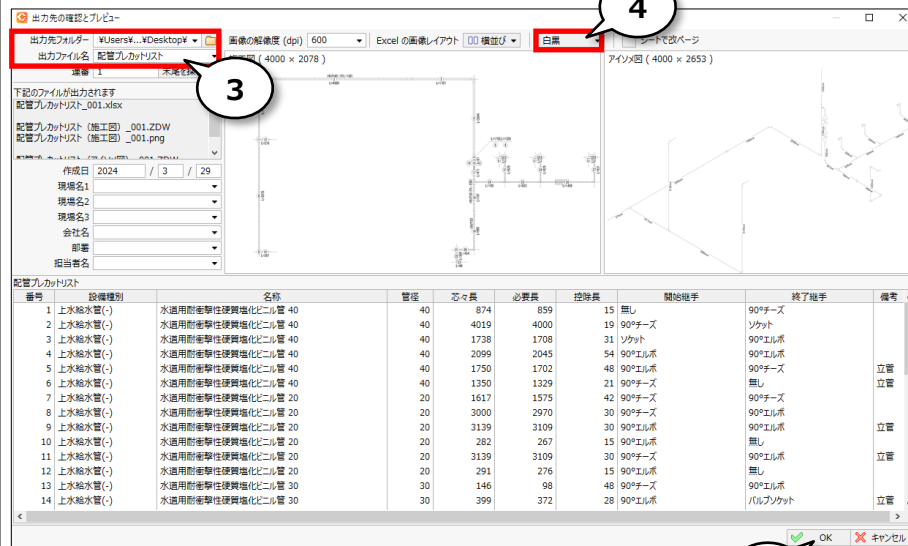 4
出力先の確認とプレビュー
出力先フォルダー ¥Users¥...¥Desktop¥ 画像の解像度 (dpi) 600 Excel の画像レイアウト 横並び 白黒 シートで改ページ
出力ファイル名 配管プレカットリスト ( 4000 × 2078 ) アイソメ図 ( 4000 × 2653 )
3
連番 1
下記のファイルが出力されます
配管プレカットリスト_001.xlsx
配管プレカットリスト（施工図）_001.ZDW
配管プレカットリスト（施工図）_001.png
作成日 2024 / 3 / 29
現場名1
現場名2
現場名3
会社名
部署
担当者名
配管プレカットリスト
番号 設備種別 名称 管径 芯々長 必要長 控除長 開始継手 終了継手 備考
1 上水給水管(-) 水道用耐衝撃性硬質塩化ビニル管 40 40 874 859 15 無し 90°チーズ
2 上水給水管(-) 水道用耐衝撃性硬質塩化ビニル管 40 40 4019 4000 19 90°チーズ ソケット
3 上水給水管(-) 水道用耐衝撃性硬質塩化ビニル管 40 40 1738 1708 31 ソケット 90°エルボ
4 上水給水管(-) 水道用耐衝撃性硬質塩化ビニル管 40 40 2099 2045 54 90°エルボ 90°エルボ
5 上水給水管(-) 水道用耐衝撃性硬質塩化ビニル管 40 40 1750 1702 48 90°エルボ 90°チーズ 立管
6 上水給水管(-) 水道用耐衝撃性硬質塩化ビニル管 40 40 1350 1329 21 90°チーズ 無し 立管
7 上水給水管(-) 水道用耐衝撃性硬質塩化ビニル管 20 20 1617 1575 42 90°チーズ 90°チーズ
8 上水給水管(-) 水道用耐衝撃性硬質塩化ビニル管 20 20 3000 2970 30 90°チーズ 90°エルボ
9 上水給水管(-) 水道用耐衝撃性硬質塩化ビニル管 20 20 3139 3109 30 90°チーズ 90°エルボ 立管
10 上水給水管(-) 水道用耐衝撃性硬質塩化ビニル管 20 20 282 267 15 90°エルボ 無し
11 上水給水管(-) 水道用耐衝撃性硬質塩化ビニル管 20 20 3139 3109 30 90°チーズ 90°エルボ 立管
12 上水給水管(-) 水道用耐衝撃性硬質塩化ビニル管 20 20 291 276 15 90°エルボ 無し
13 上水給水管(-) 水道用耐衝撃性硬質塩化ビニル管 30 30 146 98 48 90°チーズ 90°エルボ
14 上水給水管(-) 水道用耐衝撃性硬質塩化ビニル管 30 30 399 372 28 90°エルボ バルブソケット 立管
OK キャンセル